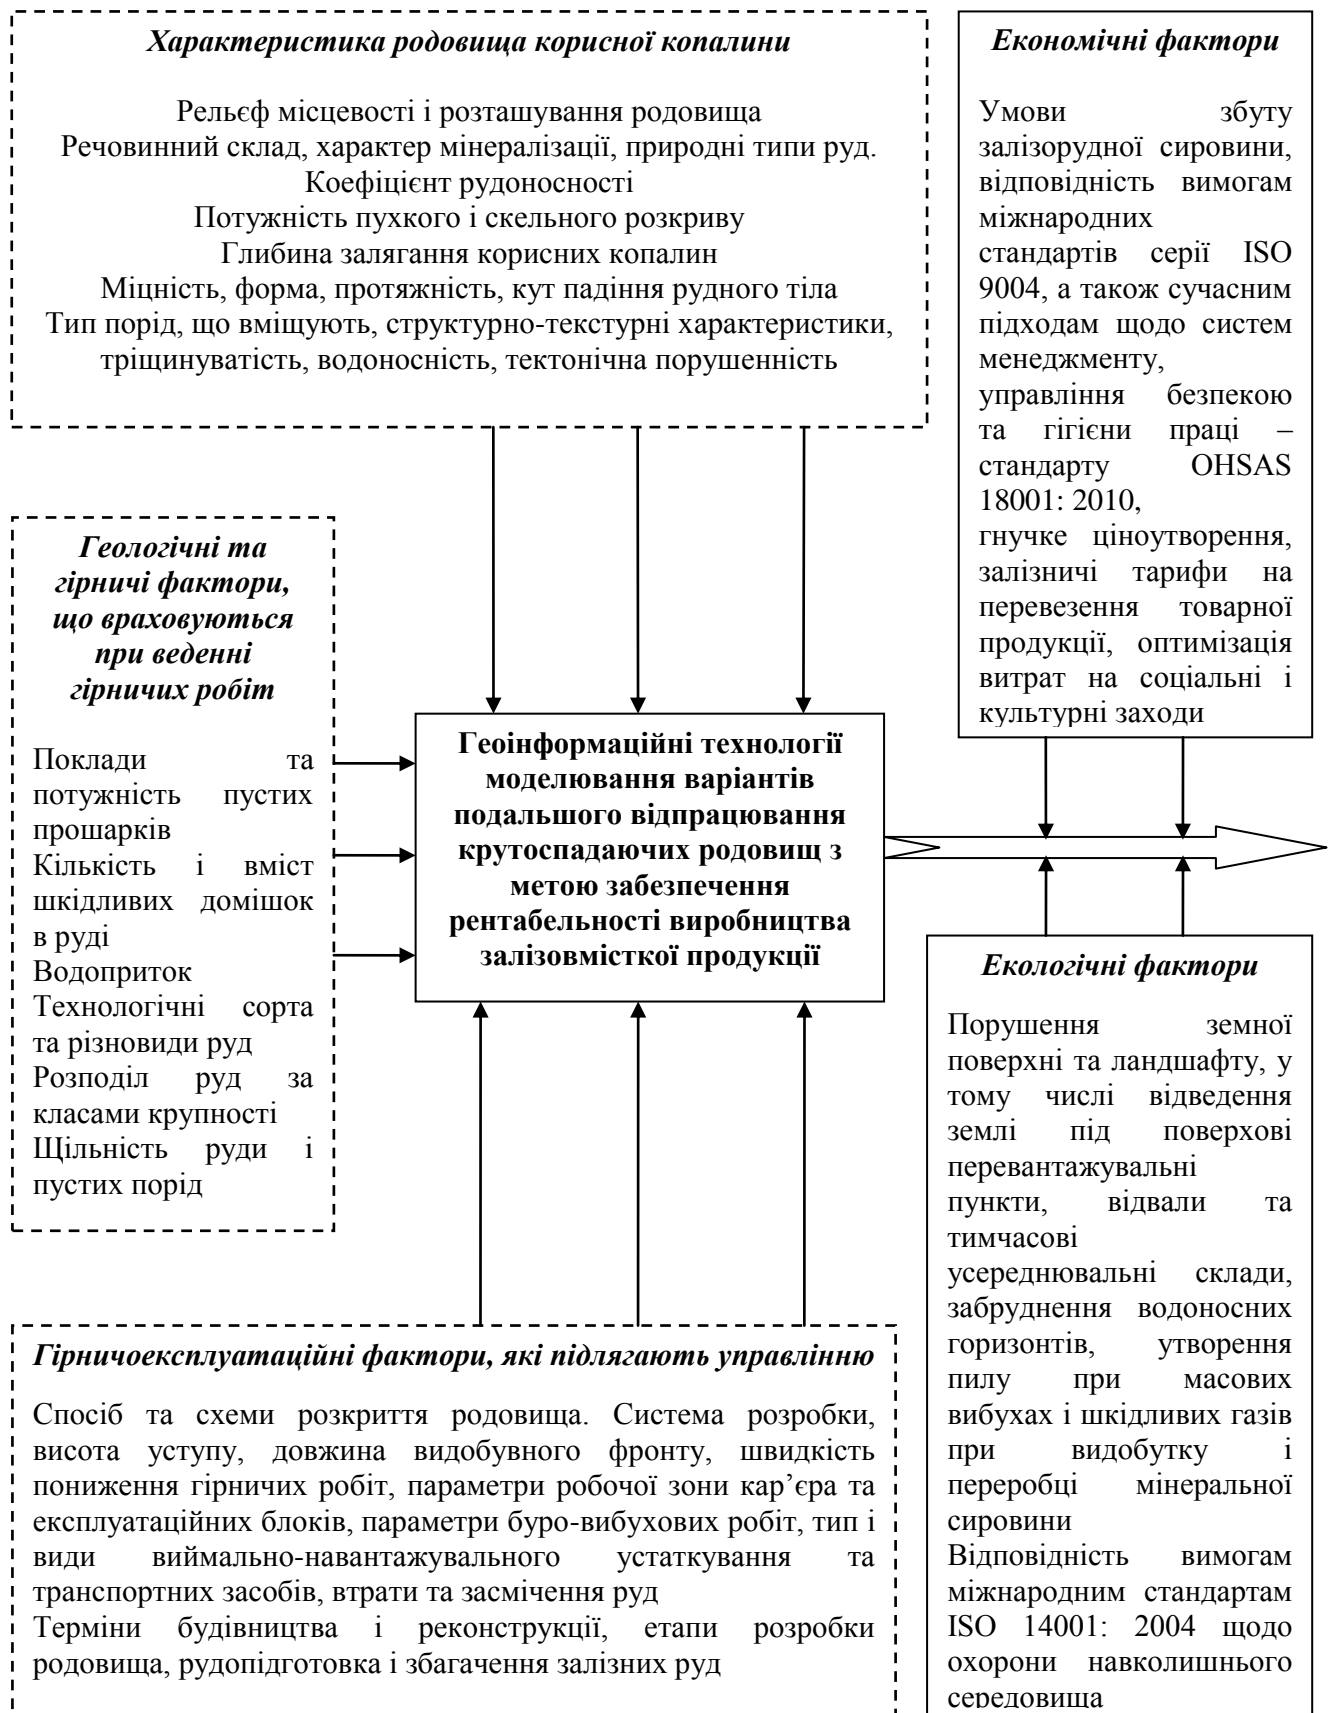 Характеристика родовища корисної копалини
Рельєф місцевості і розташування родовища
Речовинний склад, характер мінералізації, природні типи руд.
Коефіцієнт рудоносності
Потужність пухкого і скельного розкриву
Глибина залягання корисних копалин
Міцність, форма, протяжність, кут падіння рудного тіла
Тип порід, що вміщують, структурно-текстурні характеристики,
тріщинуватість, водоносність, тектонічна порушенність
Економічні фактори
Умови збуту
залізорудної сировини,
відповідність вимогам
міжнародних
стандартів серії ISO
9004, а також сучасним
підходам щодо систем
менеджменту,
управління безпекою
та гігієни праці –
стандарту OHSAS
18001: 2010,
гнучке ціноутворення,
залізничі тарифи на
перевезення товарної
продукції, оптимізація
витрат на соціальні і
культурні заходи
Геологічні та
гірничі фактори,
що враховуються
при веденні
гірничих робіт
Поклади та
потужність пустих
прошарків
Кількість і вміст
шкідливих домішок
в руді
Водоприток
Технологічні сорта
та різновиди руд
Розподіл руд за
класами крупності
Щільність руди і
пустих порід
Геоінформаційні технології
моделювання варіантів
подальшого відпрацювання
крутоспадаючих родовищ з
метою забезпечення
рентабельності виробництва
залізовмісткої продукції
Екологічні фактори
Порушення земної
поверхні та ландшафту, у
тому числі відведення
землі під поверхові
перевантажувальні
пункти, відвали та
тимчасові
усереднювальні склади,
забруднення водоносних
горизонтів, утворення
пилу при масових
вибухах і шкідливих газів
при видобутку і
переробці мінеральної
сировини
Відповідність вимогам
міжнародним стандартам
ISO 14001: 2004 щодо
охорони навколишнього
середовища
Гірничоексплуатаційні фактори, які підлягають управлінню
Спосіб та схеми розкриття родовища. Система розробки,
висота уступу, довжина видобувного фронту, швидкість
пониження гірничих робіт, параметри робочої зони кар’єра та
експлуатаційних блоків, параметри буро-вибухових робіт, тип і
види виймально-навантажувального устаткування та
транспортних засобів, втрати та засмічення руд
Терміни будівництва і реконструкції, етапи розробки
родовища, рудопідготовка і збагачення залізних руд